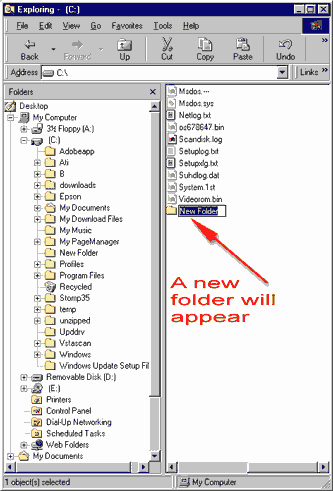 Exploring - (C:)
File Edit View Go Favorites Tools
Back Forward Up Cut Copy Paste Undo
Address C:\ Links
Folders
Desktop
My Computer
3½ Floppy (A:)
(C:)
Adobeapp
Ati
B
downloads
Epson
My Documents
My Download Files
My Music
My PageManager
New Folder
Profiles
Program Files
Recycled
Stomp35
temp
unzipped
Upddrv
Vstascan
Windows
Windows Update Setup Fil
Removable Disk (D:)
(E:)
Printers
Control Panel
Dial-Up Networking
Scheduled Tasks
Web Folders
My Documents
Msdos.---
Msdos.sys
Netlog.txt
os678647.bin
Scandisk.log
Setuplog.txt
Setupxlg.txt
Suhdlog.dat
System.1st
Videorom.bin
New Folder
A new
folder will
appear
1 object(s) selected
My Computer